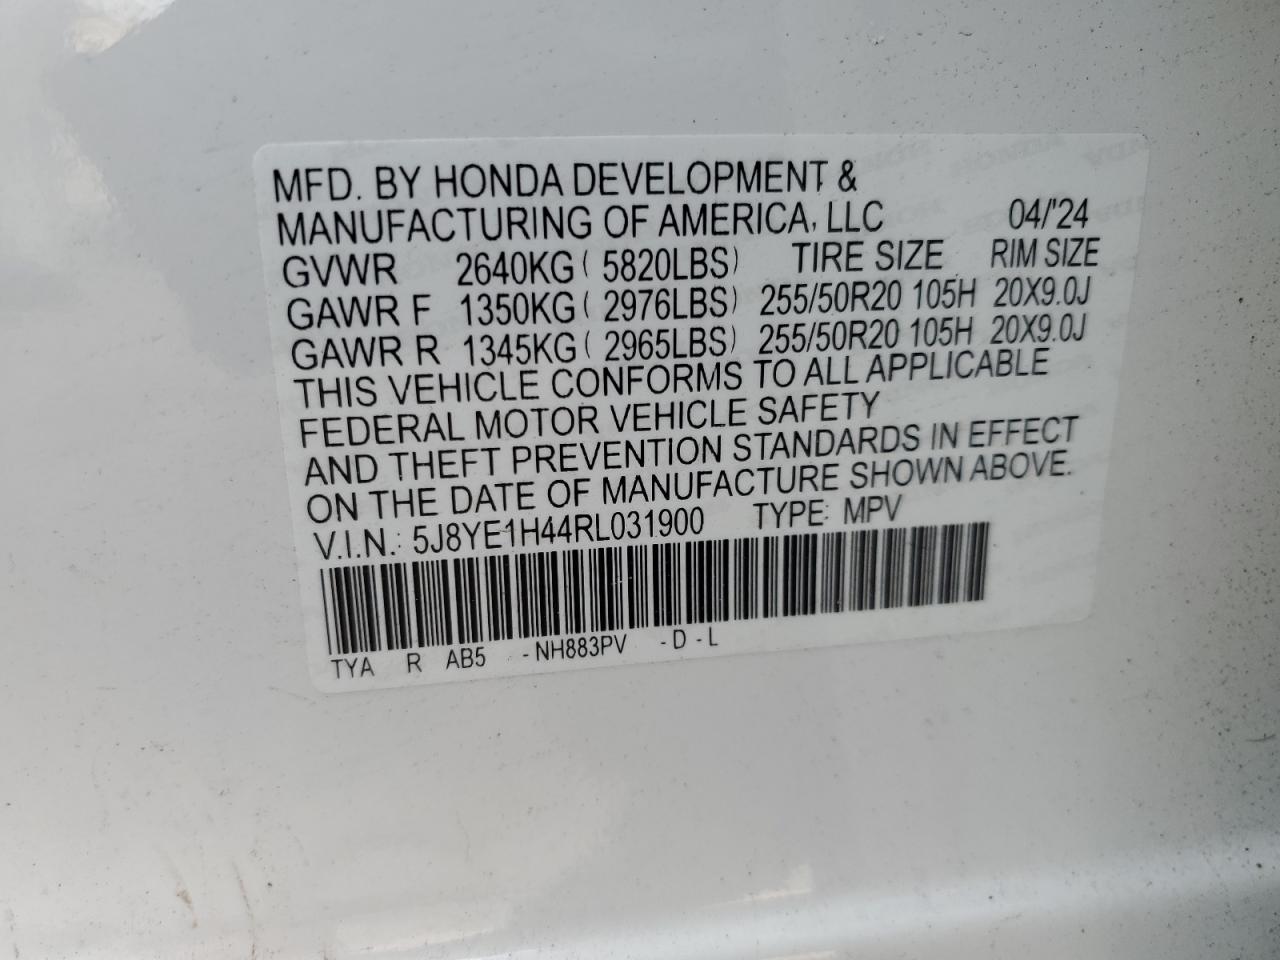 MFD. BY HONDA DEVELOPMENT &
MANUFACTURING OF AMERICA, LLC 04/'24
GVWR 2640KG ( 5820LBS) TIRE SIZE RIM SIZE
GAWR F 1350KG ( 2976LBS) 255/50R20 105H 20X9.0J
GAWR R 1345KG ( 2965LBS) 255/50R20 105H 20X9.0J
THIS VEHICLE CONFORMS TO ALL APPLICABLE
FEDERAL MOTOR VEHICLE SAFETY
AND THEFT PREVENTION STANDARDS IN EFFECT
ON THE DATE OF MANUFACTURE SHOWN ABOVE.
V.I.N.: 5J8YE1H44RL031900 TYPE: MPV
TYA R AB5 - NH883PV - D - L